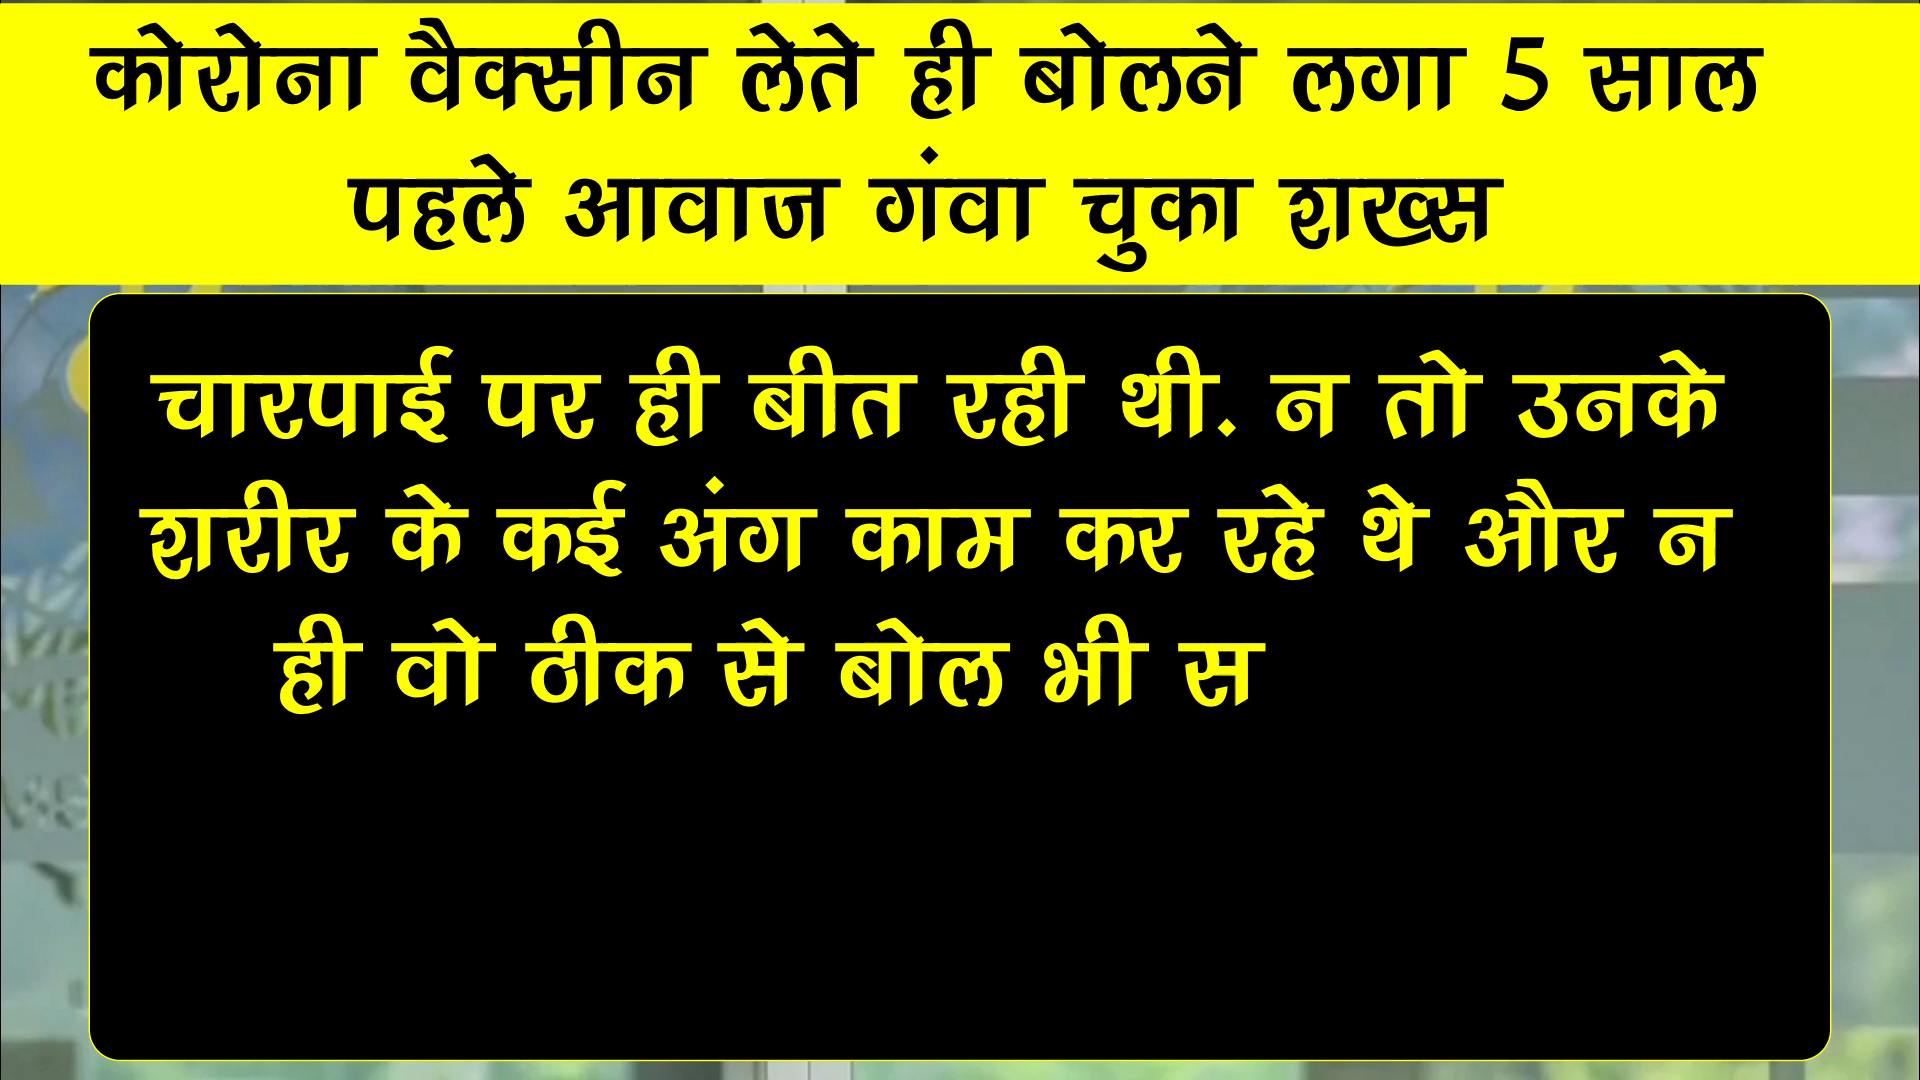 कोरोना वैक्सीन लेते ही बोलने लगा 5 साल
पहले आवाज गंवा चुका शख्स
चारपाई पर ही बीत रही थी. न तो उनके
शरीर के कई अंग काम कर रहे थे और न
ही वो ठीक से बोल भी स